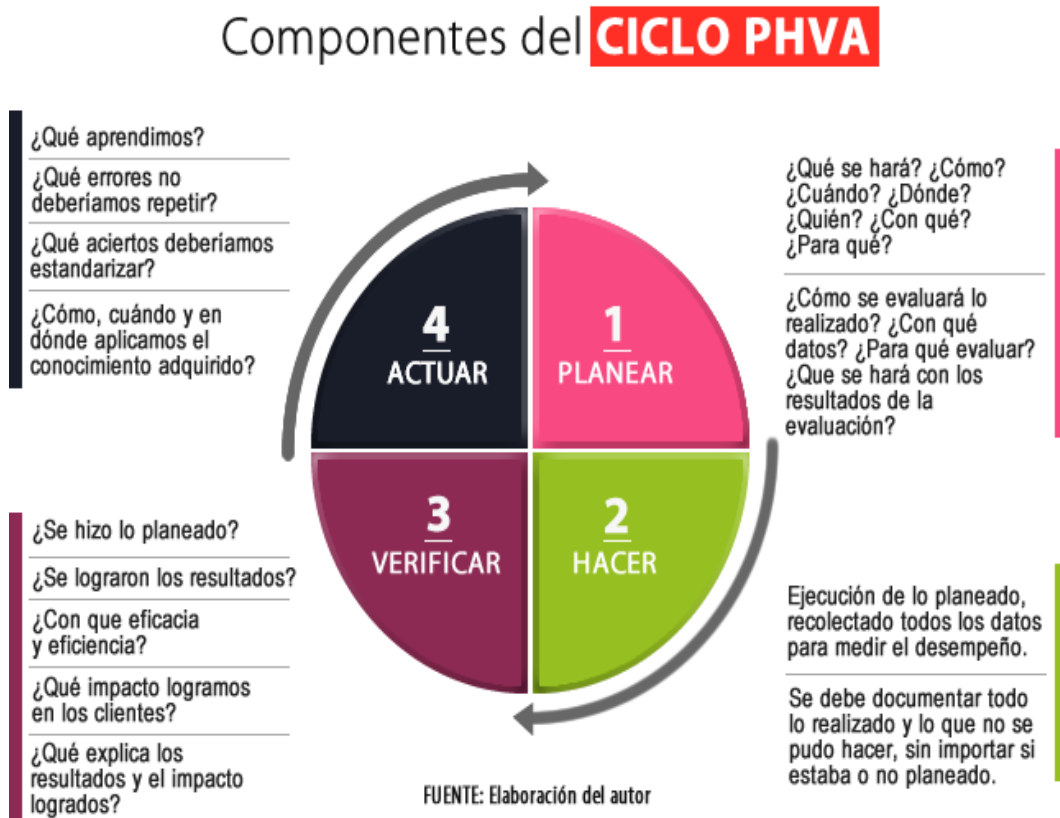 Componentes del CICLO PHVA
¿Qué aprendimos?
¿Qué errores no
deberíamos repetir?
¿Qué aciertos deberíamos
estandarizar?
¿Cómo, cuándo y en
dónde aplicamos el
conocimiento adquirido?
4
ACTUAR
1
PLANEAR
¿Qué se hará? ¿Cómo?
¿Cuándo? ¿Dónde?
¿Quién? ¿Con qué?
¿Para qué?
¿Cómo se evaluará lo
realizado? ¿Con qué
datos? ¿Para qué evaluar?
¿Que se hará con los
resultados de la
evaluación?
¿Se hizo lo planeado?
¿Se lograron los resultados?
¿Con que eficacia
y eficiencia?
¿Qué impacto logramos
en los clientes?
¿Qué explica los
resultados y el impacto
logrados?
3
VERIFICAR
2
HACER
Ejecución de lo planeado,
recolectado todos los datos
para medir el desempeño.
Se debe documentar todo
lo realizado y lo que no se
pudo hacer, sin importar si
estaba o no planeado.
FUENTE: Elaboración del autor